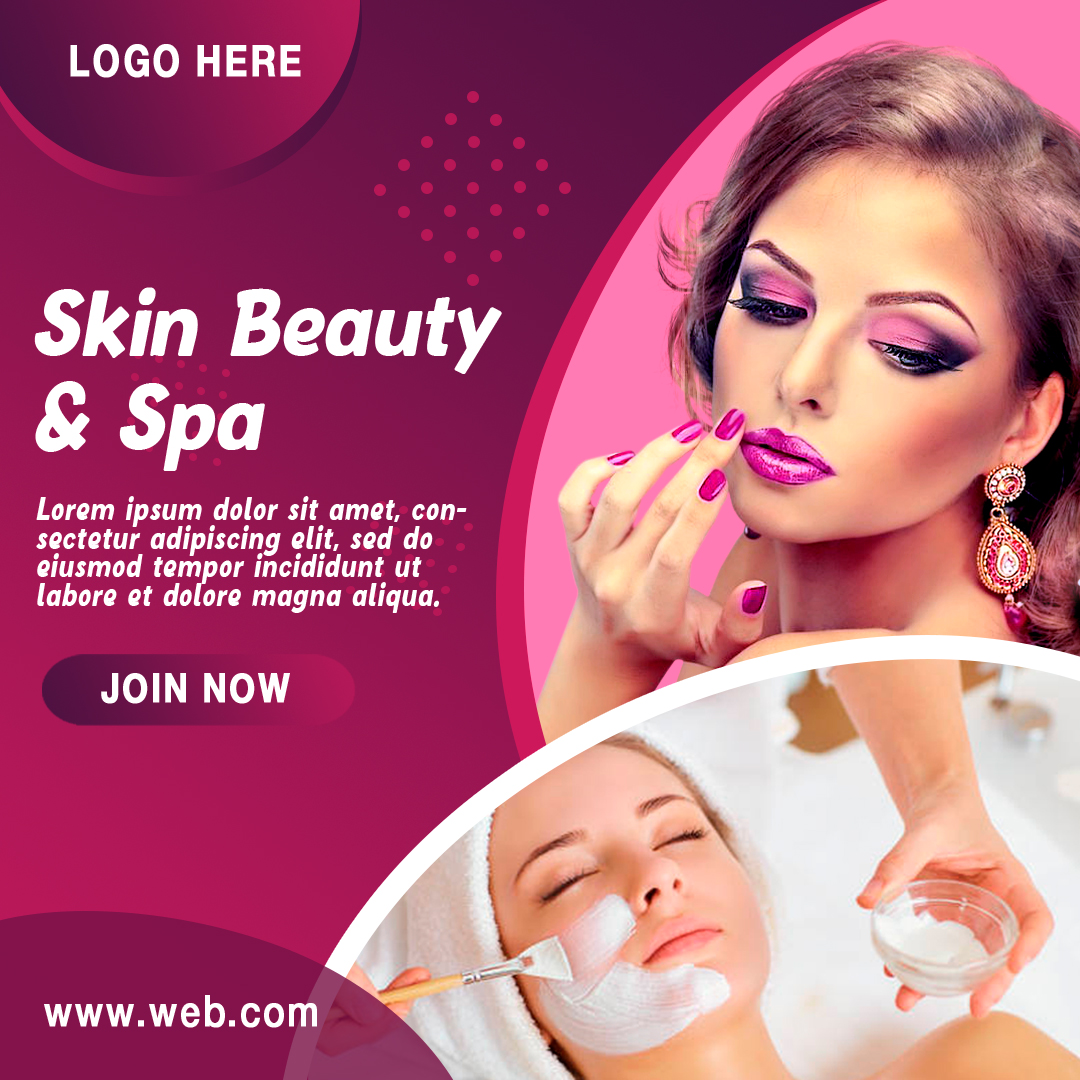 LOGO HERE
Skin Beauty
& Spa
Lorem ipsum dolor sit amet, con-
sectetur adipiscing elit, sed do
eiusmod tempor incididunt ut
labore et dolore magna aliqua.
JOIN NOW
www.web.com